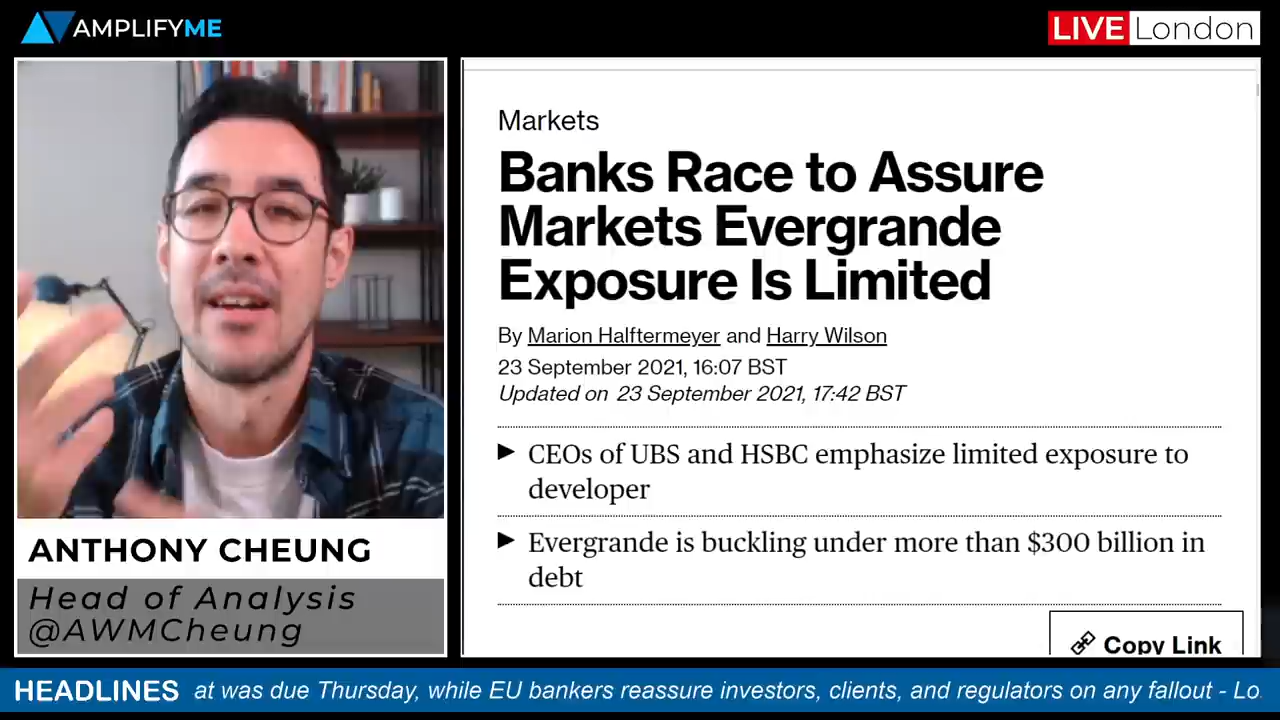 AMPLIFYME
LIVE London
Markets
Banks Race to Assure
Markets Evergrande
Exposure Is Limited
By Marion Halftermeyer and Harry Wilson
23 September 2021, 16:07 BST
Updated on 23 September 2021, 17:42 BST
CEOs of UBS and HSBC emphasize limited exposure to
developer
Evergrande is buckling under more than $300 billion in
debt
Copy Link
ANTHONY CHEUNG
Head of Analysis
@AWMCheung
HEADLINES at was due Thursday, while EU bankers reassure investors, clients, and regulators on any fallout - Lo